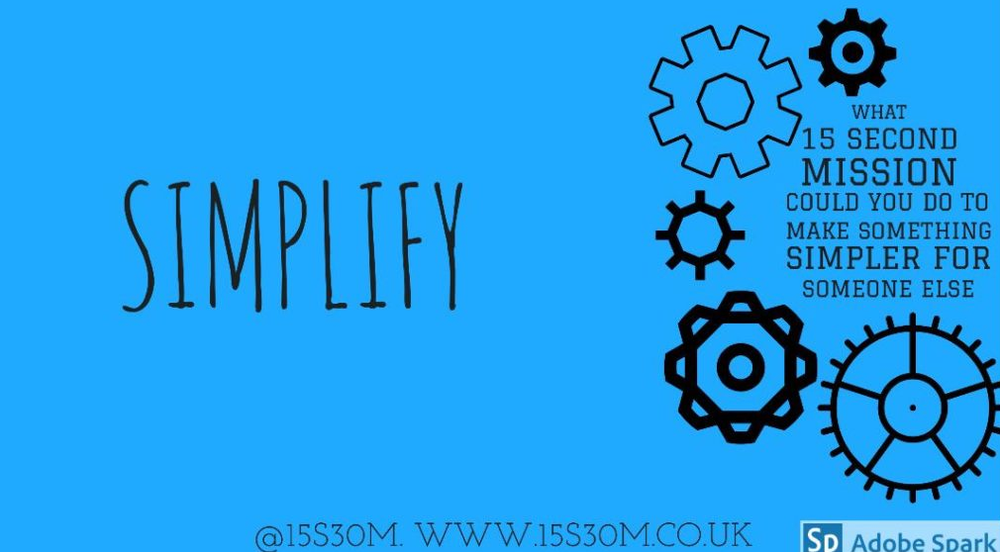 SIMPLIFY
WHAT
15 SECOND
MISSION
COULD YOU DO TO
MAKE SOMETHING
SIMPLER FOR
SOMEONE ELSE
@15S30M. WWW.15S30M.CO.UK
Sp Adobe Spark